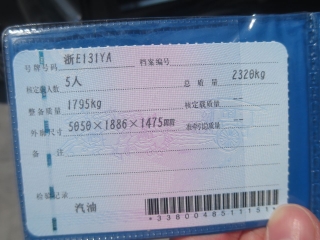 号牌号码 浙E131YA 档案编号
核定载人数 5人 总质量 2320kg
整备质量 1795kg 核定载质量 --
外廓尺寸 5050×1886×1475mm 准牵引总质量 --
备注
检验记录
汽油
*3380048511151*